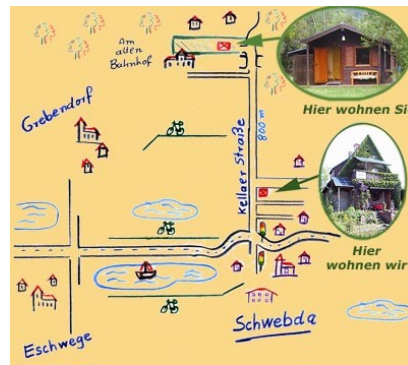 Am
alten
Bahnhof
Hier wohnen Si
Grebendorf
Kellaer Straße
800 m
Hier
wohnen wir
Eschwege
Schwebda